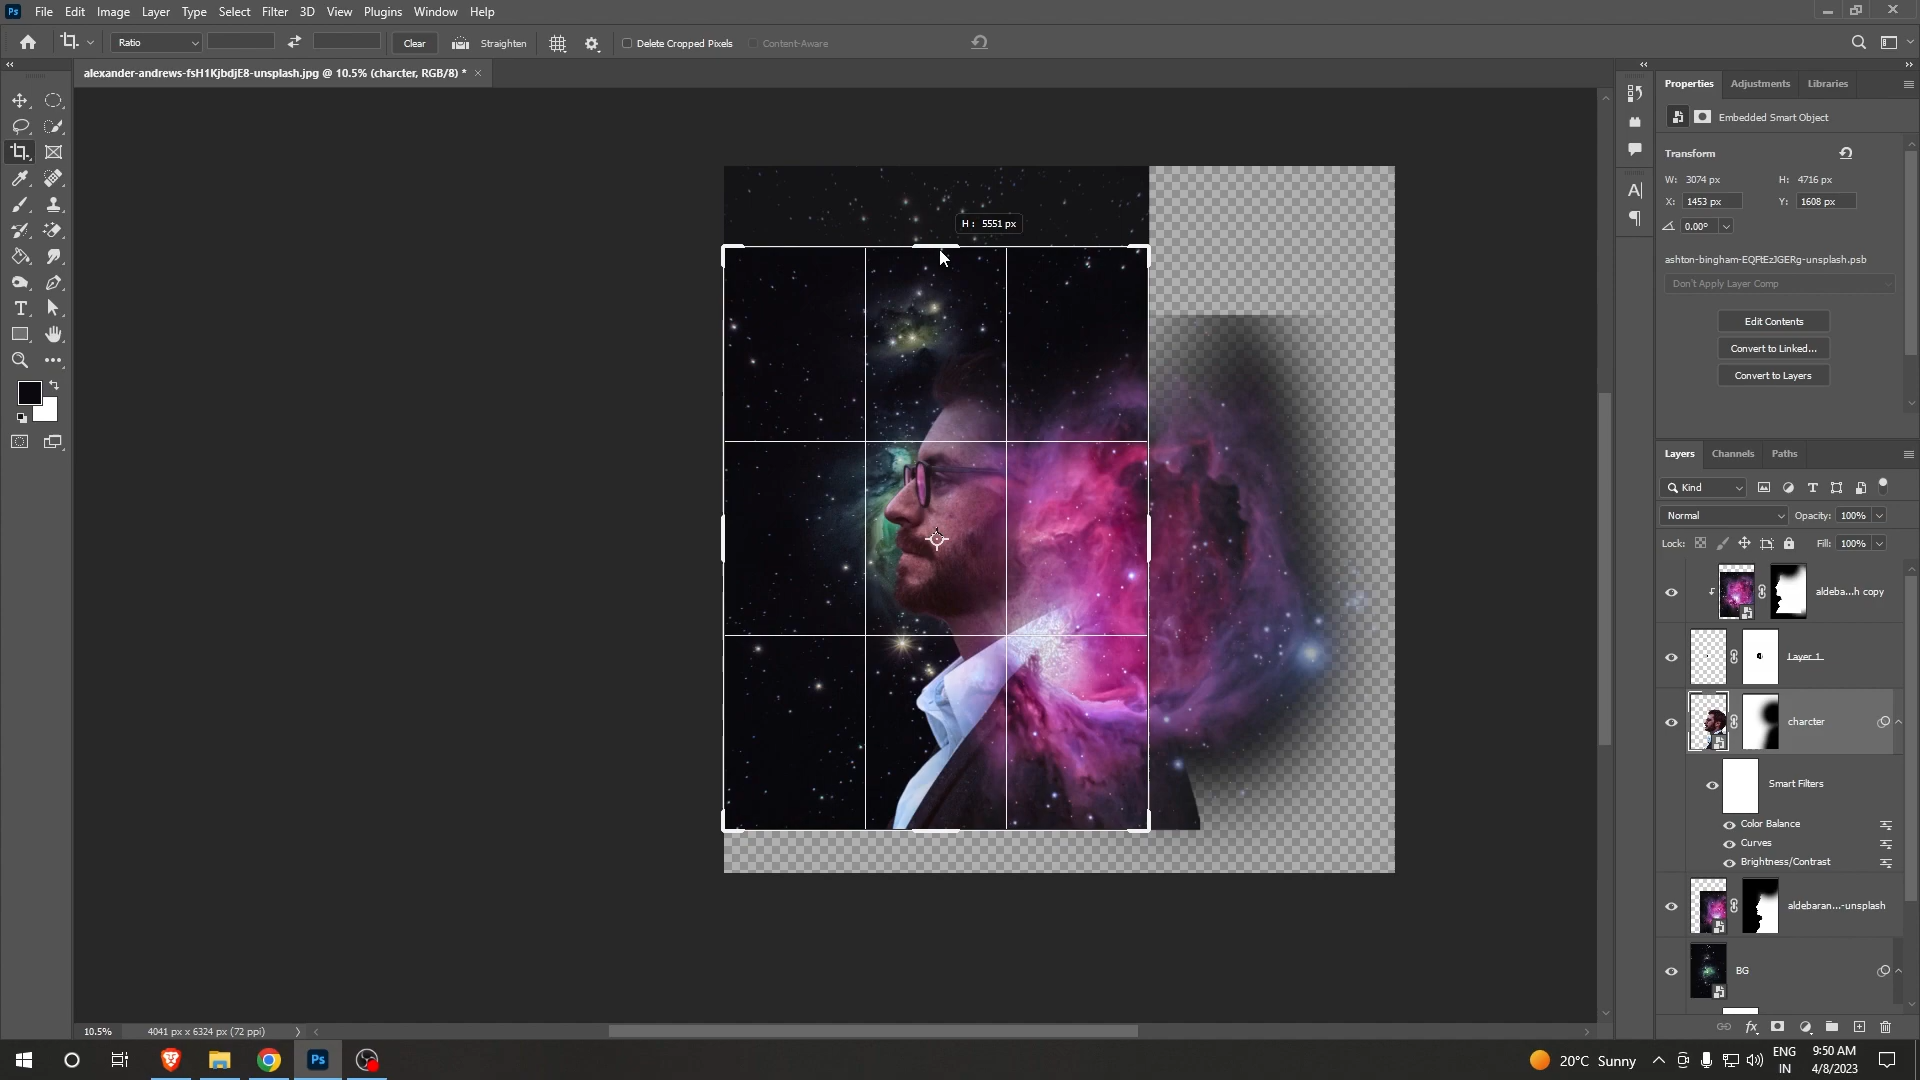 Ps File Edit Image Layer Type Select Filter 3D View Plugins Window Help
Ratio Clear Straighten Delete Cropped Pixels Content-Aware
alexander-andrews-fsH1KjbdjE8-unsplash.jpg @ 10.5% (charcter, RGB/8) *
Properties Adjustments Libraries
Embedded Smart Object
Transform
W: 3074 px H: 4716 px
X: 1453 px Y: 1608 px
0.00°
H : 5551 px
ashton-bingham-EQFtEzJGERg-unsplash.psb
Don't Apply Layer Comp
Edit Contents
Convert to Linked...
Convert to Layers
Layers Channels Paths
Kind
Normal Opacity: 100%
Lock: Fill: 100%
aldeba...h copy
Layer 1
charcter
Smart Filters
Color Balance
Curves
Brightness/Contrast
aldebaran...-unsplash
BG
10.5% 4041 px x 6324 px (72 ppi)
Ps
20°C Sunny
ENG
IN
9:50 AM
4/8/2023